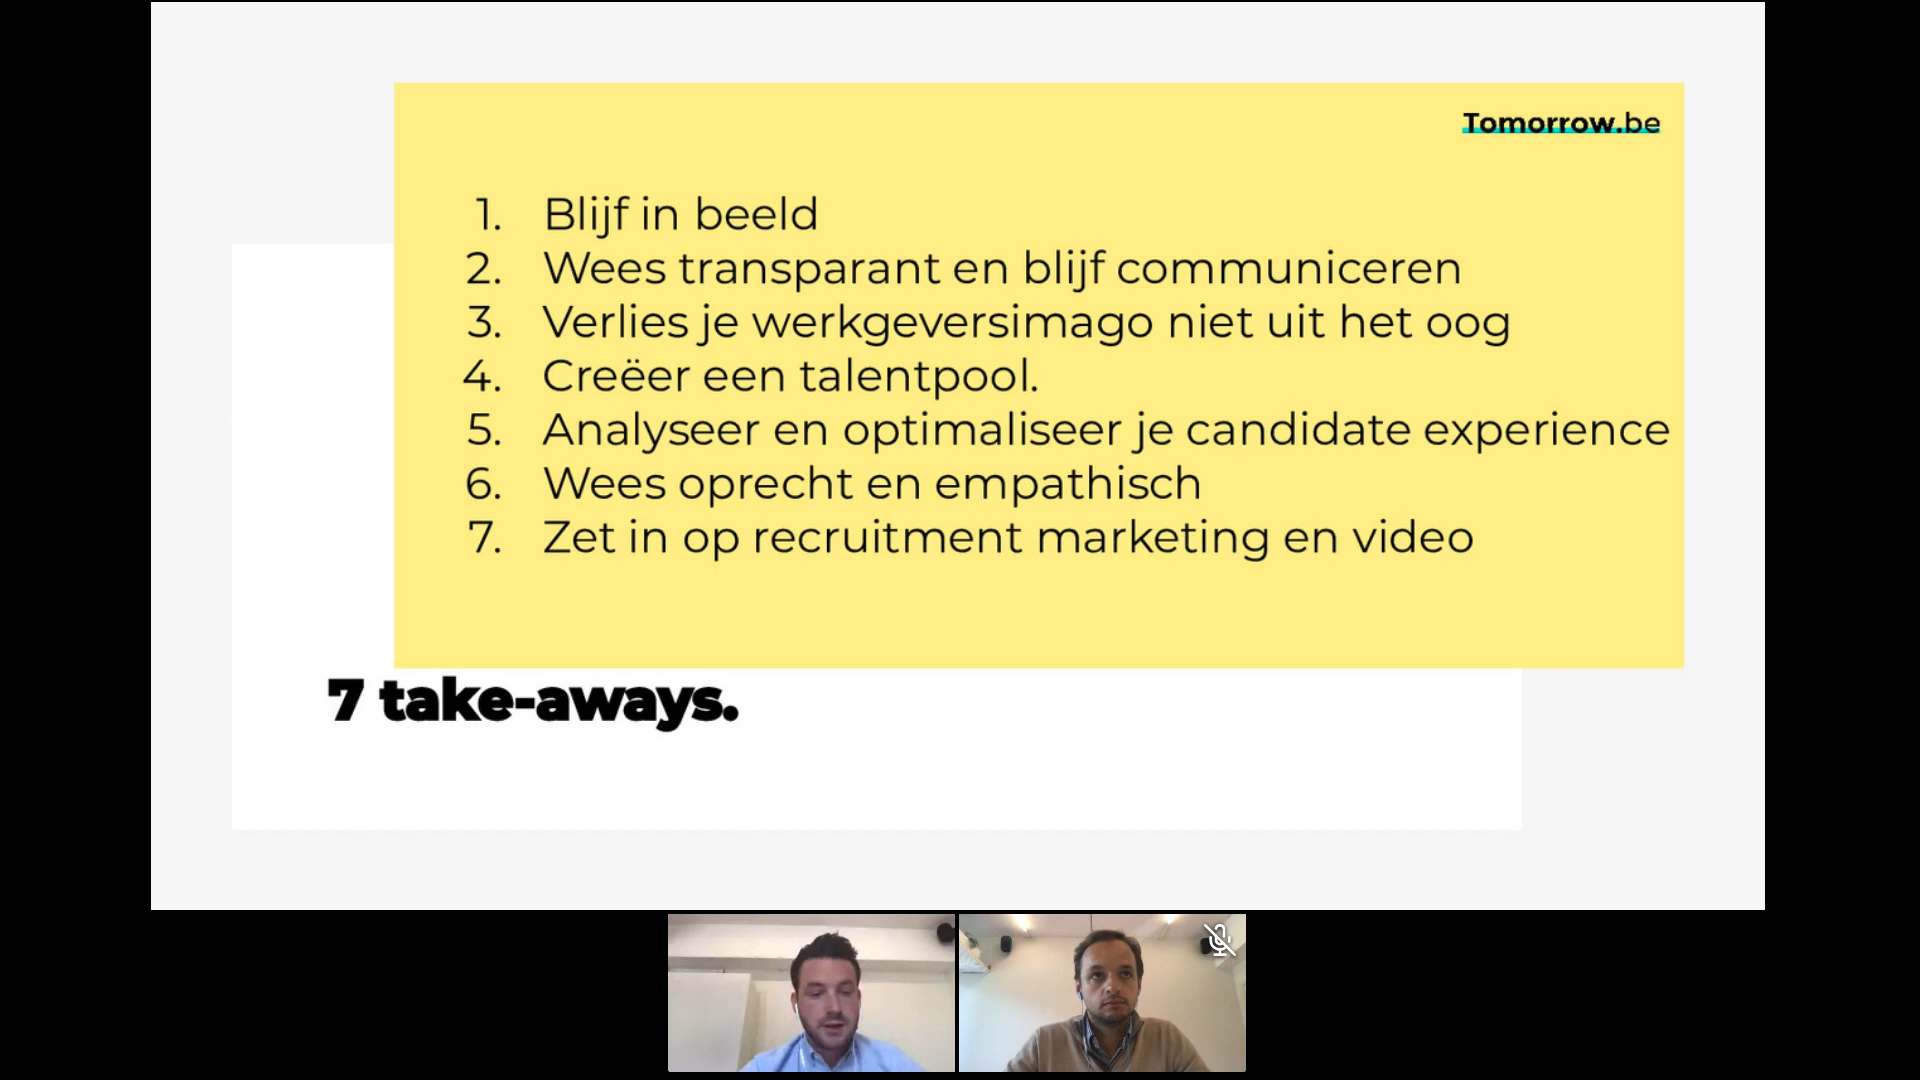 Tomorrow.be
1. Blijf in beeld
2. Wees transparant en blijf communiceren
3. Verlies je werkgeversimago niet uit het oog
4. Creëer een talentpool.
5. Analyseer en optimaliseer je candidate experience
6. Wees oprecht en empathisch
7. Zet in op recruitment marketing en video
7 take-aways.